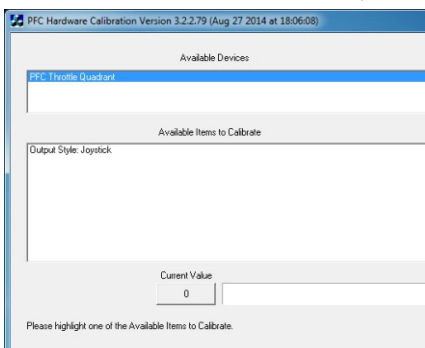 PFC Hardware Calibration Version 3.2.2.79 (Aug 27 2014 at 18:06:08)
Available Devices
PFC Throttle Quadrant
Available Items to Calibrate
Output Style: Joystick
Current Value
0
Please highlight one of the Available Items to Calibrate.